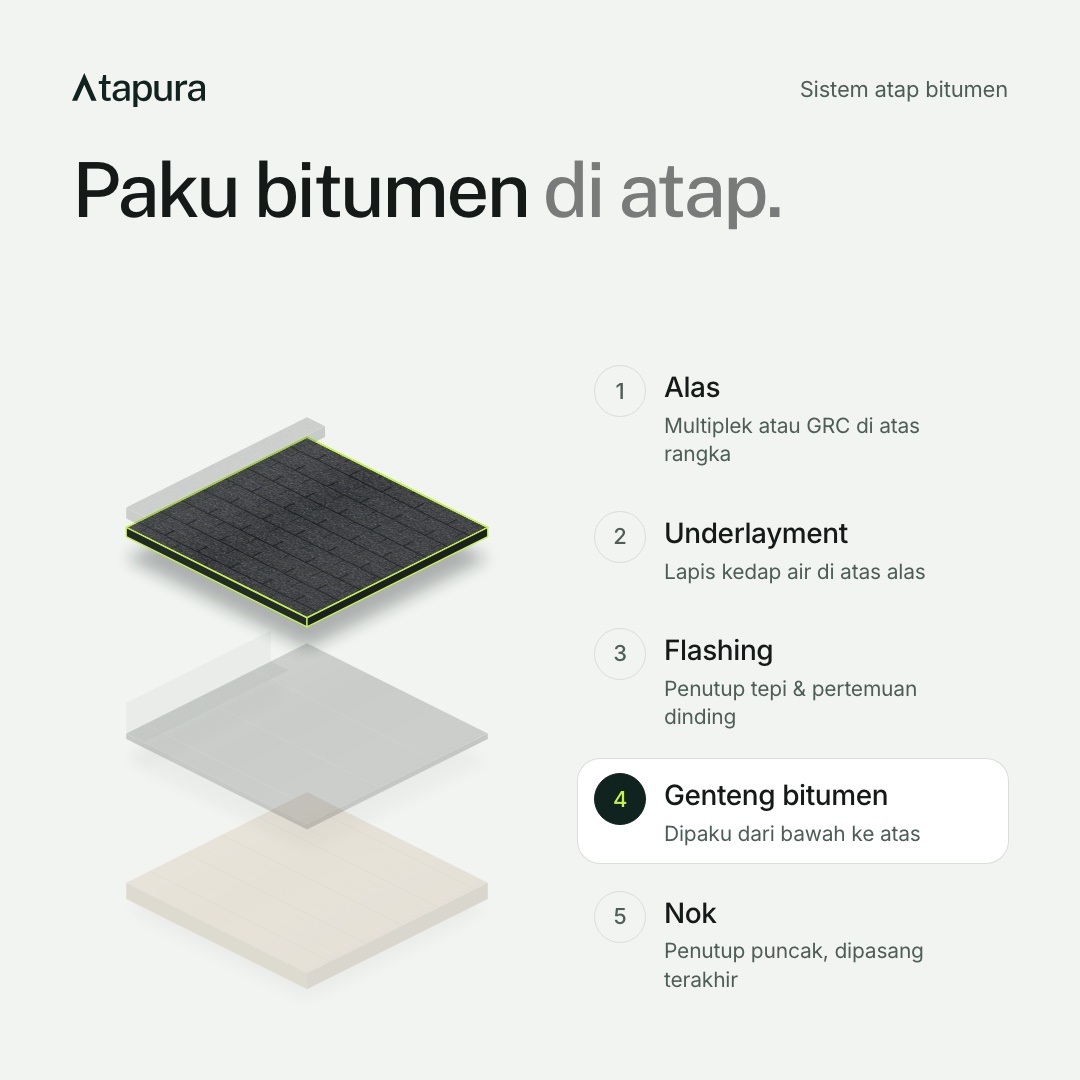 Atapura
Sistem atap bitumen
Paku bitumen di atap.
1
Alas
Multiplek atau GRC di atas
rangka
2
Underlayment
Lapis kedap air di atas alas
3
Flashing
Penutup tepi & pertemuan
dinding
4
Genteng bitumen
Dipaku dari bawah ke atas
5
Nok
Penutup puncak, dipasang
terakhir